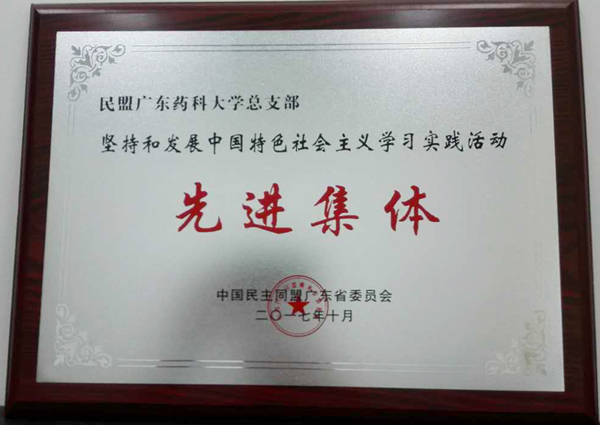 民盟广东药科大学总支部
坚持和发展中国特色社会主义学习实践活动
先进集体
中国民主同盟广东省委员会
二〇一七年十月